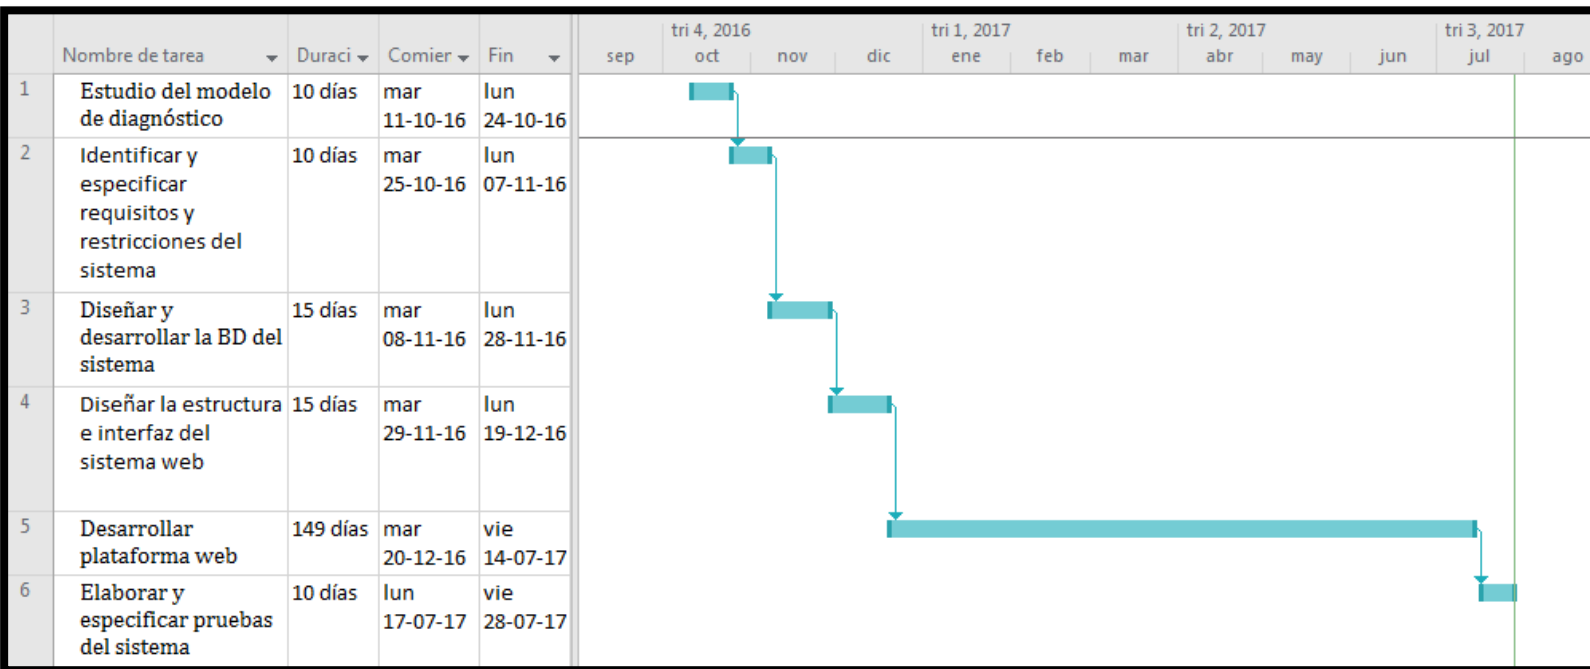 tri 4, 2016 tri 1, 2017 tri 2, 2017 tri 3, 2017
Nombre de tarea Duraci Comier Fin sep oct nov dic ene feb mar abr may jun jul ago
1 Estudio del modelo 10 días mar lun
de diagnóstico 11-10-16 24-10-16
2 Identificar y 10 días mar lun
especificar 25-10-16 07-11-16
requisitos y
restricciones del
sistema
3 Diseñar y 15 días mar lun
desarrollar la BD del 08-11-16 28-11-16
sistema
4 Diseñar la estructura 15 días mar lun
e interfaz del 29-11-16 19-12-16
sistema web
5 Desarrollar 149 días mar vie
plataforma web 20-12-16 14-07-17
6 Elaborar y 10 días lun vie
especificar pruebas 17-07-17 28-07-17
del sistema